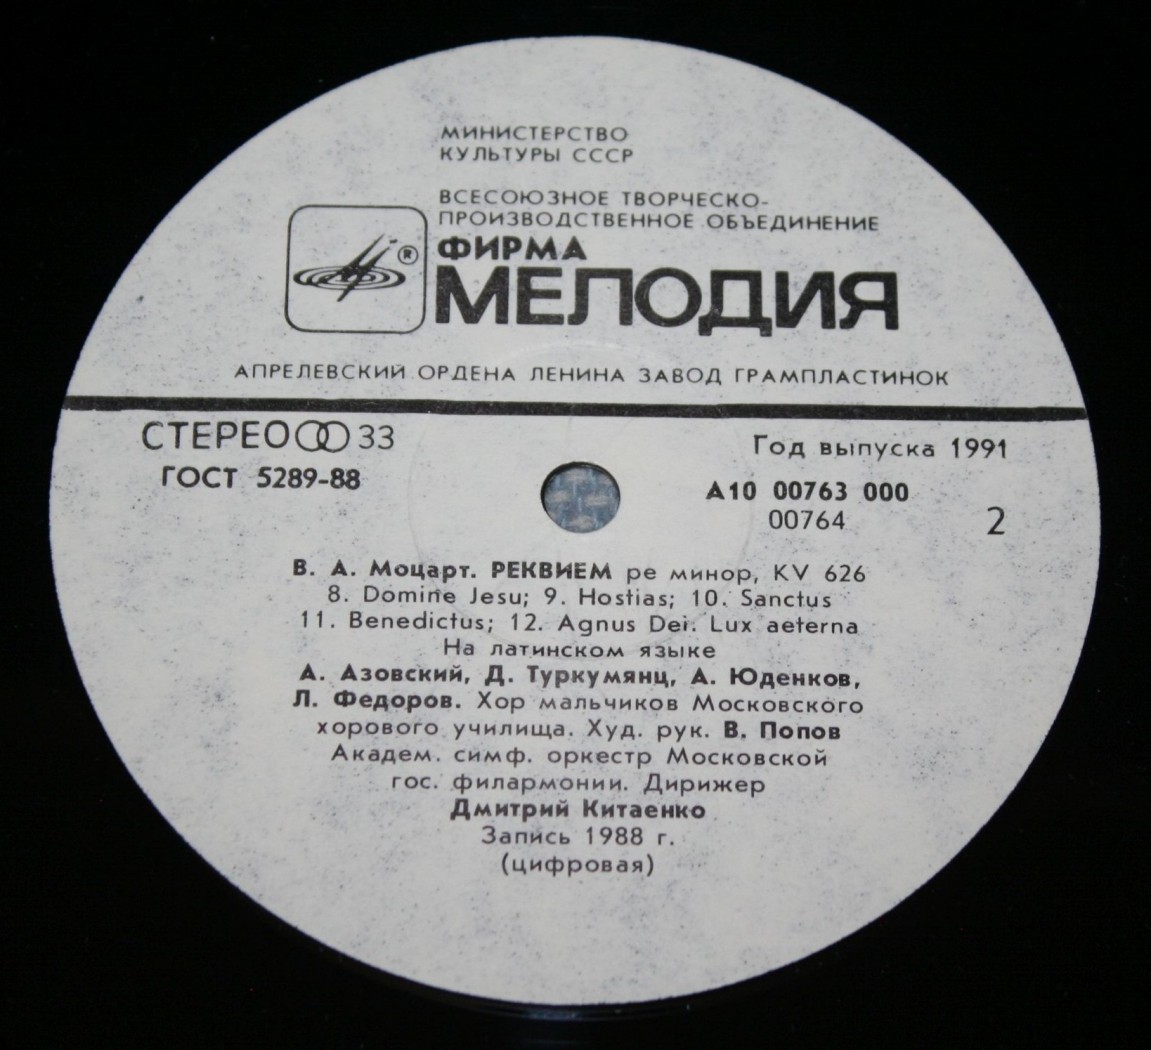 МИНИСТЕРСТВО
КУЛЬТУРЫ СССР
ВСЕСОЮЗНОЕ ТВОРЧЕСКО-
ПРОИЗВОДСТВЕННОЕ ОБЪЕДИНЕНИЕ
ФИРМА
®
МЕЛОДИЯ
АПРЕЛЕВСКИЙ ОРДЕНА ЛЕНИНА ЗАВОД ГРАМПЛАСТИНОК
СТЕРЕО 33
Год выпуска 1991
ГОСТ 5289-88
А10 00763 000
00764
2
В. А. Моцарт. РЕКВИЕМ ре минор, KV 626
8. Domine Jesu; 9. Hostias; 10. Sanctus
11. Benedictus; 12. Agnus Dei. Lux aeterna
На латинском языке
А. Азовский, Д. Туркумянц, А. Юденков,
Л. Федоров. Хор мальчиков Московского
хорового училища. Худ. рук. В. Попов
Академ. симф. оркестр Московской
гос. филармонии. Дирижер
Дмитрий Китаенко
Запись 1988 г.
(цифровая)